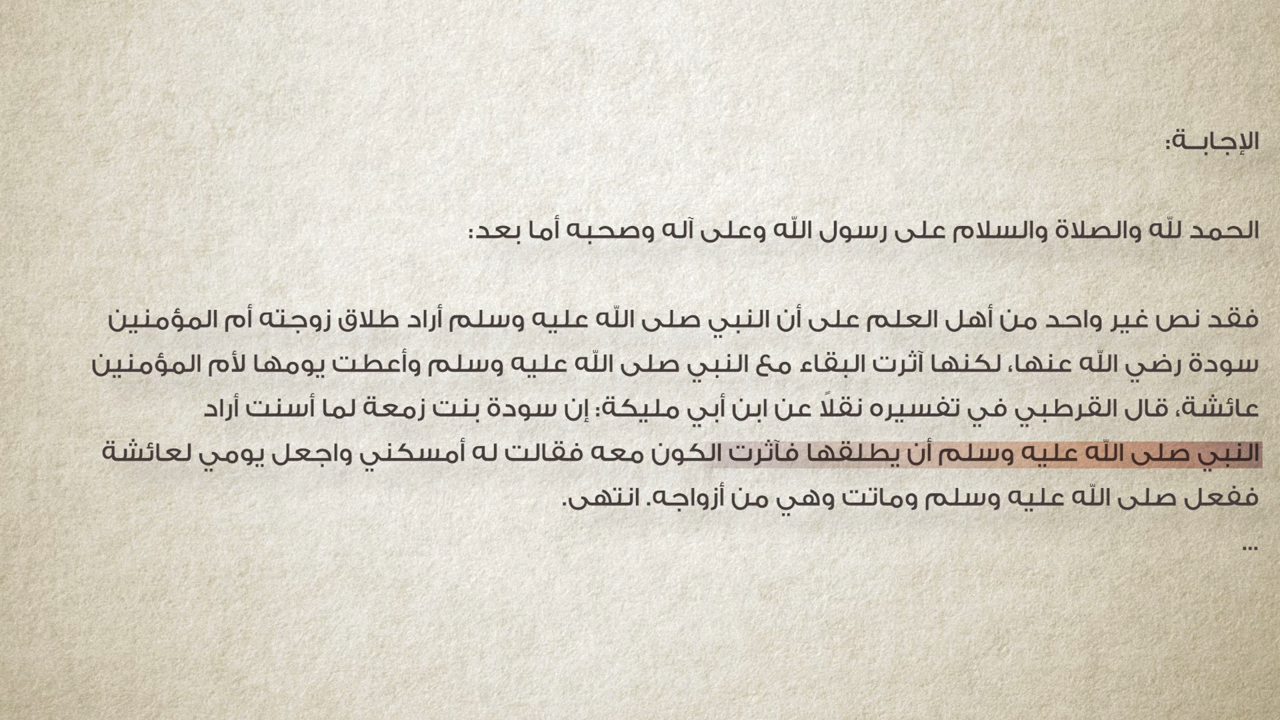 الإجابــة:
الحمد لله والصلاة والسلام على رسول الله وعلى آله وصحبه أما بعد:
فقد نص غير واحد من أهل العلم على أن النبي صلى الله عليه وسلم أراد طلاق زوجته أم المؤمنين
سودة رضي الله عنها، لكنها آثرت البقاء مع النبي صلى الله عليه وسلم وأعطت يومها لأم المؤمنين
عائشة، قال القرطبي في تفسيره نقلًا عن ابن أبي مليكة: إن سودة بنت زمعة لما أسنت أراد
النبي صلى الله عليه وسلم أن يطلقها فآثرت الكون معه فقالت له أمسكني واجعل يومي لعائشة
ففعل صلى الله عليه وسلم وماتت وهي من أزواجه. انتهى.
...